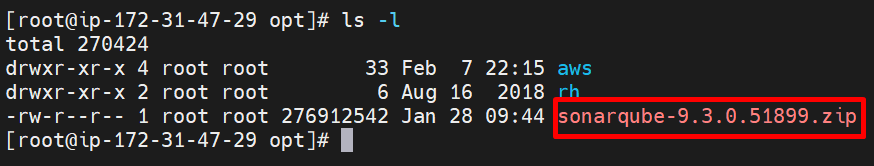 [root@ip-172-31-47-29 opt]# ls -l
total 270424
drwxr-xr-x 4 root root        33 Feb  7 22:15 aws
drwxr-xr-x 2 root root         6 Aug 16  2018 rh
-rw-r--r-- 1 root root 276912542 Jan 28 09:44 sonarqube-9.3.0.51899.zip
[root@ip-172-31-47-29 opt]#